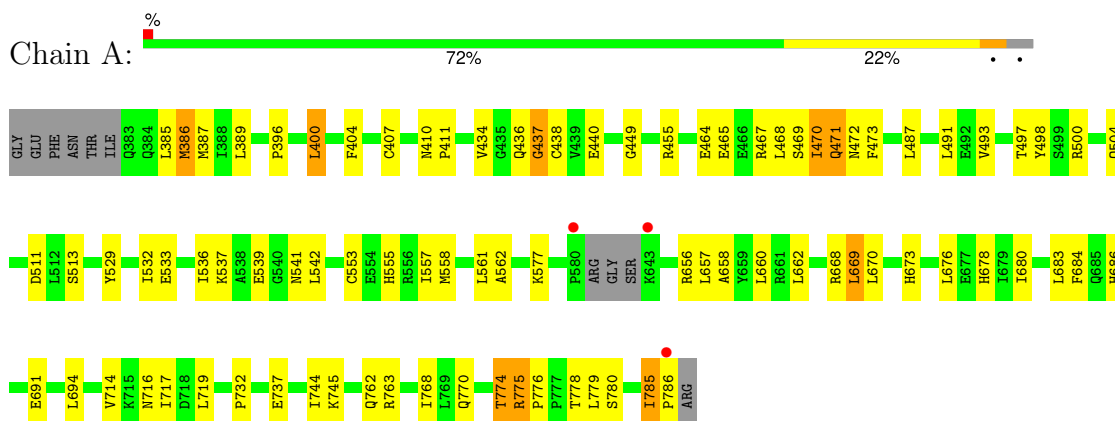 %
Chain A:
72% 22% • •
GLY GLU PHE ASN THR ILE Q383 Q384 L385 M386 M387 I388 L389 P396 L400 F404 C407 N410 P411 V434 G435 Q436 G437 C438 V439 E440 G449 R455 E464 E465 E466 R467 L468 S469 I470 Q471 N472 F473 L487 L491 E492 V493 T497 Y498 S499 R500
D511 L512 S513 Y529 I532 E533 I536 K537 A538 E539 G540 N541 L542 C553 E554 H555 R556 I557 M558 L561 A562 K577 P580 ARG GLY SER K643 R656 L657 A658 Y659 L660 R661 L662 R668 L669 L670 H673 L676 E677 H678 I679 I680 L683 F684 Q685 H686
E691 L694 V714 K715 N716 I717 D718 L719 P732 E737 I744 K745 Q762 R763 I768 L769 Q770 T774 R775 P776 P777 T778 L779 S780 I785 P786 ARG